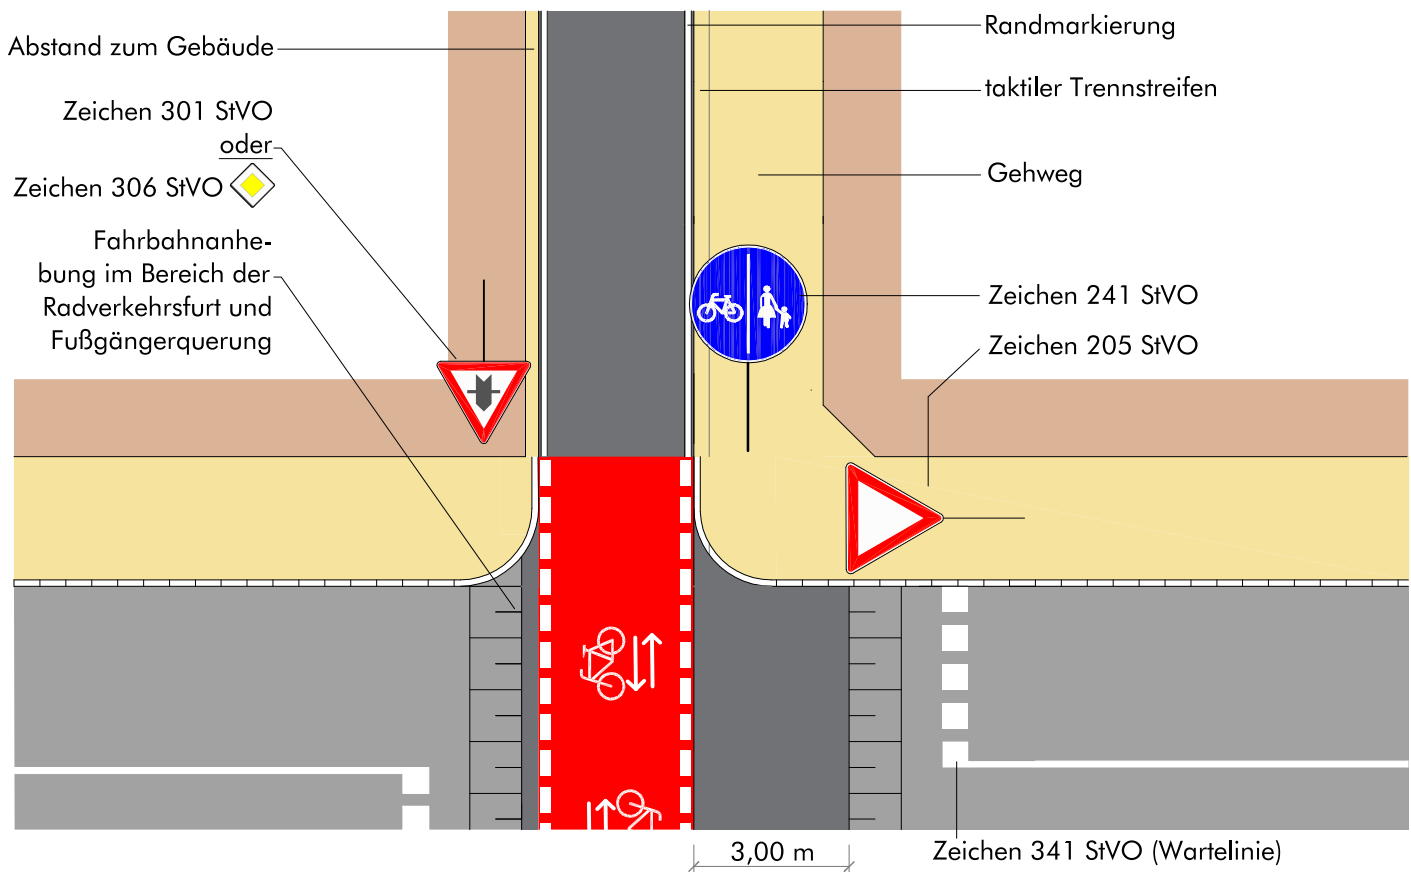 Abstand zum Gebäude
Zeichen 301 StVO
oder
Zeichen 306 StVO
Fahrbahnanhe-
bung im Bereich der
Radverkehrsfurt und
Fußgängerquerung
Randmarkierung
taktiler Trennstreifen
Gehweg
Zeichen 241 StVO
Zeichen 205 StVO
3,00 m
Zeichen 341 StVO (Wartelinie)